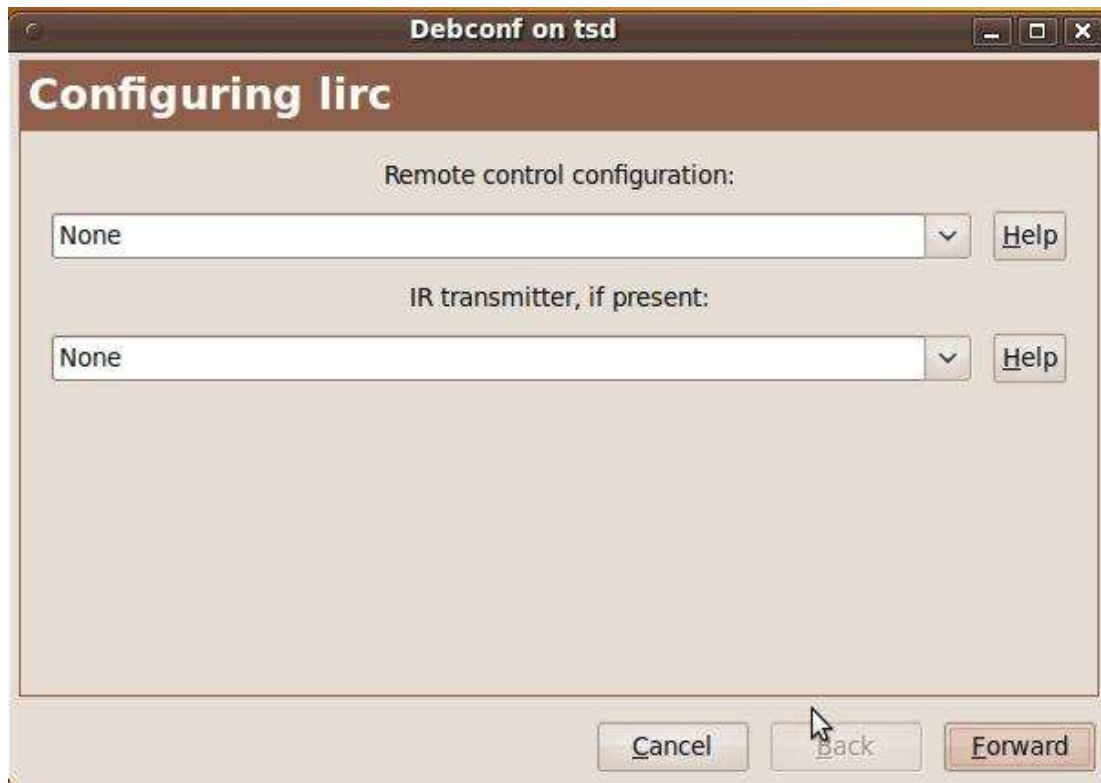 Debconf on tsd
Configuring lirc
Remote control configuration:
None
Help
IR transmitter, if present:
None
Help
Cancel
Back
Forward